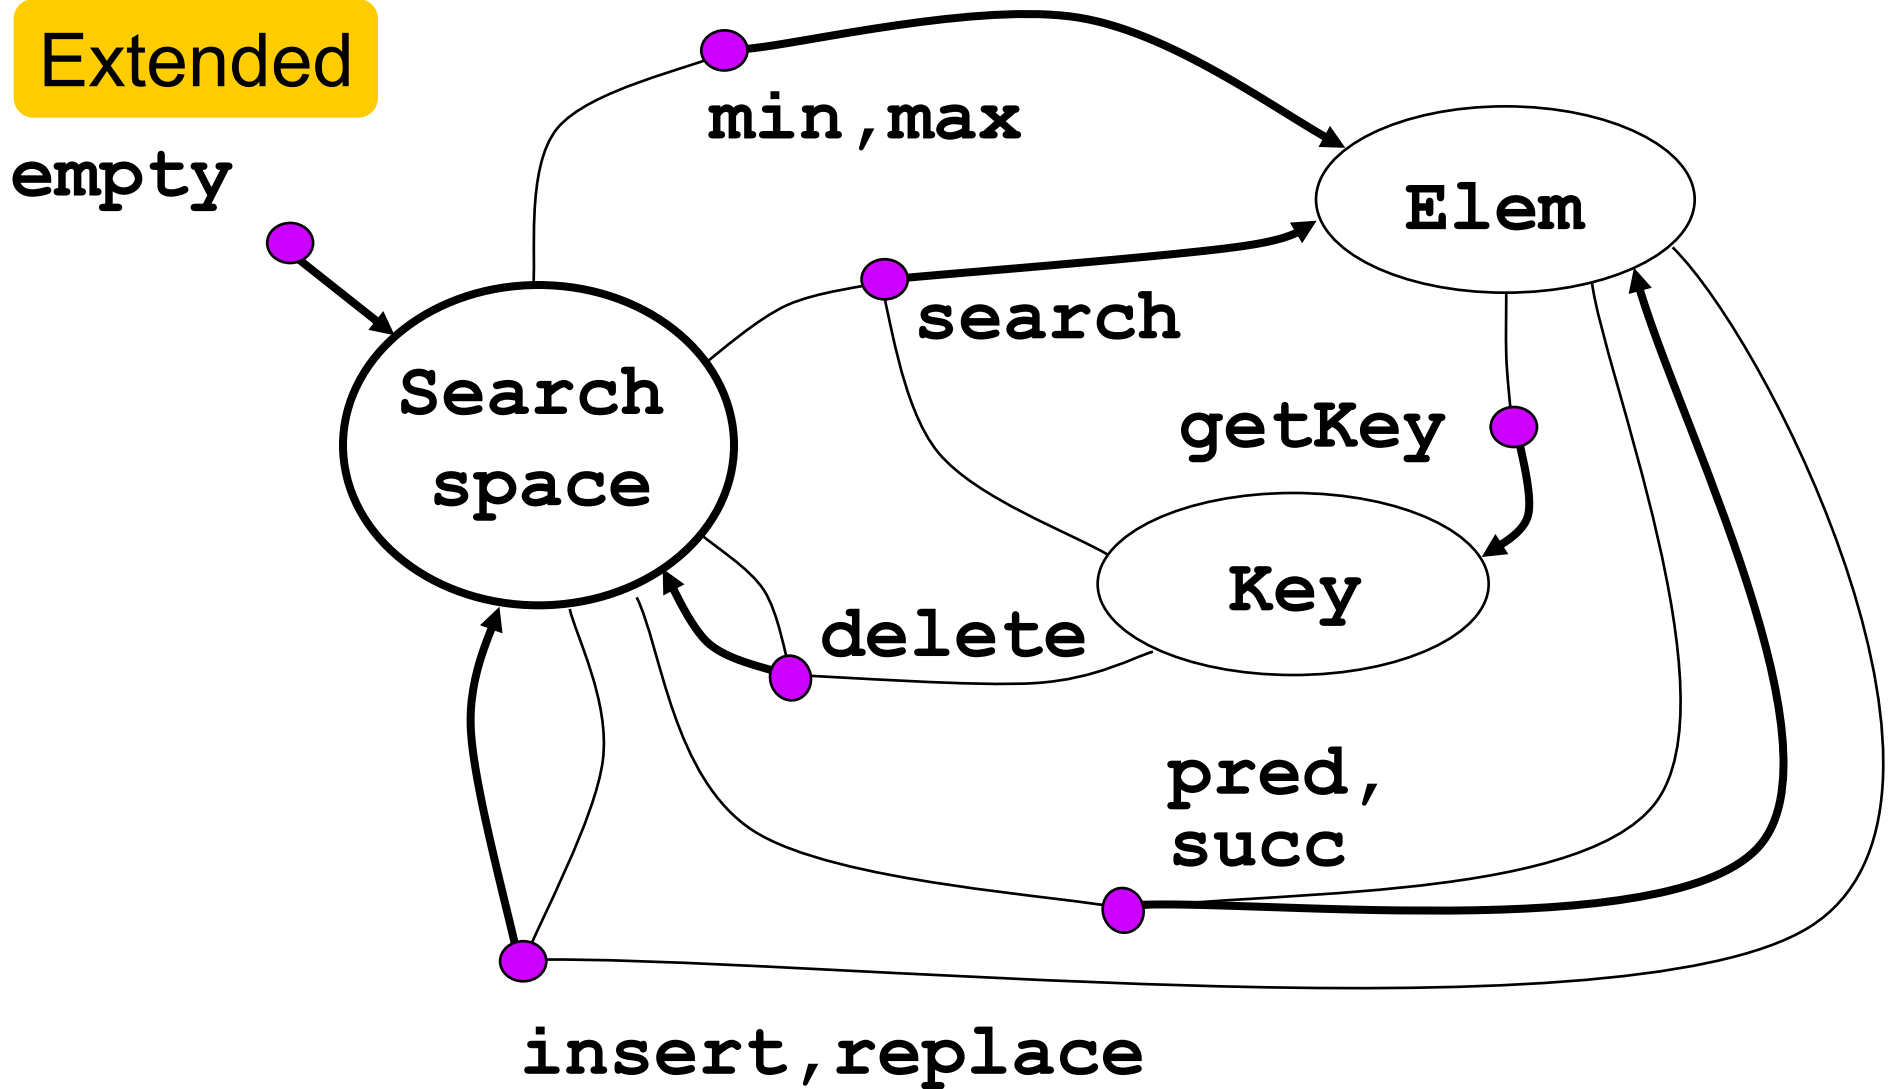 Extended
empty
min,max
Elem
search
Search
space
getKey
Key
delete
pred,
succ
insert,replace